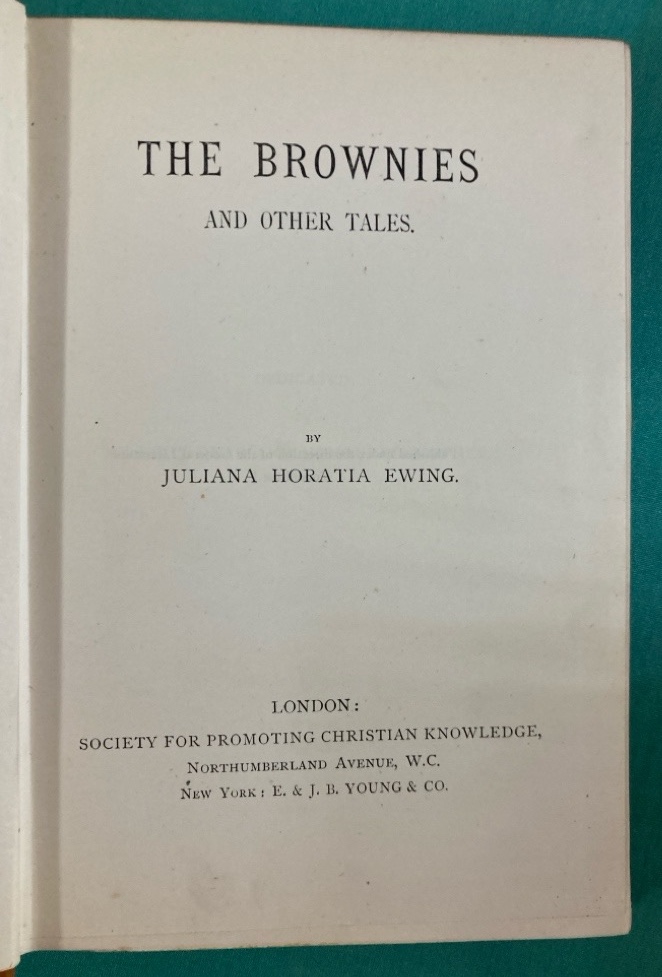 THE BROWNIES
AND OTHER TALES.
BY
JULIANA HORATIA EWING.
LONDON:
SOCIETY FOR PROMOTING CHRISTIAN KNOWLEDGE,
NORTHUMBERLAND AVENUE, W.C.
NEW YORK: E. & J. B. YOUNG & CO.